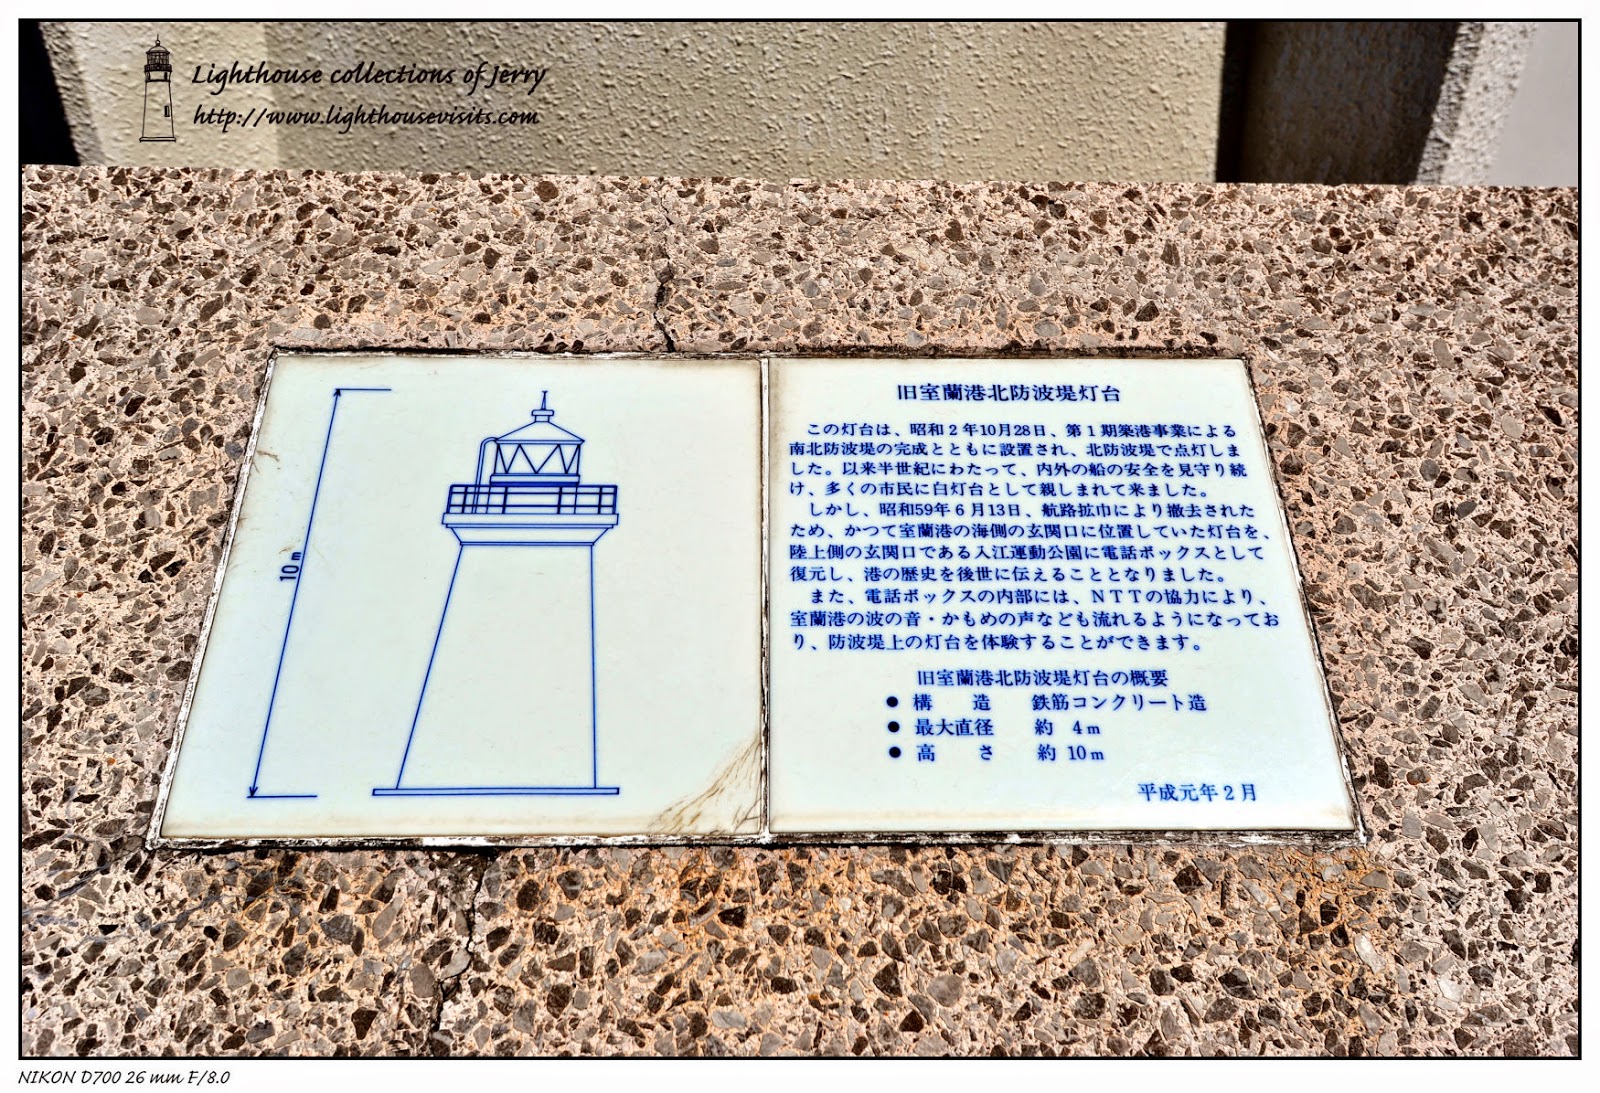 Lighthouse collections of Jerry
http://www.lighthousevisits.com
10m
旧室蘭港北防波堤灯台
この灯台は、昭和２年10月28日、第１期築港事業による
南北防波堤の完成とともに設置され、北防波堤で点灯しま
した。以来半世紀にわたって、内外の船の安全を見守り続
け、多くの市民に白灯台として親しまれて来ました。
しかし、昭和59年６月13日、航路拡巾により撤去された
ため、かつて室蘭港の海側の玄関口に位置していた灯台を、
陸上側の玄関口である入江運動公園に電話ボックスとして
復元し、港の歴史を後世に伝えることとなりました。
また、電話ボックスの内部には、ＮＴＴの協力により、
室蘭港の波の音・かもめの声なども流れるようになってお
り、防波堤上の灯台を体験することができます。
旧室蘭港北防波堤灯台の概要
● 構　造　鉄筋コンクリート造
● 最大直径　約　4m
● 高　さ　約 10m
平成元年２月
NIKON D700 26 mm F/8.0